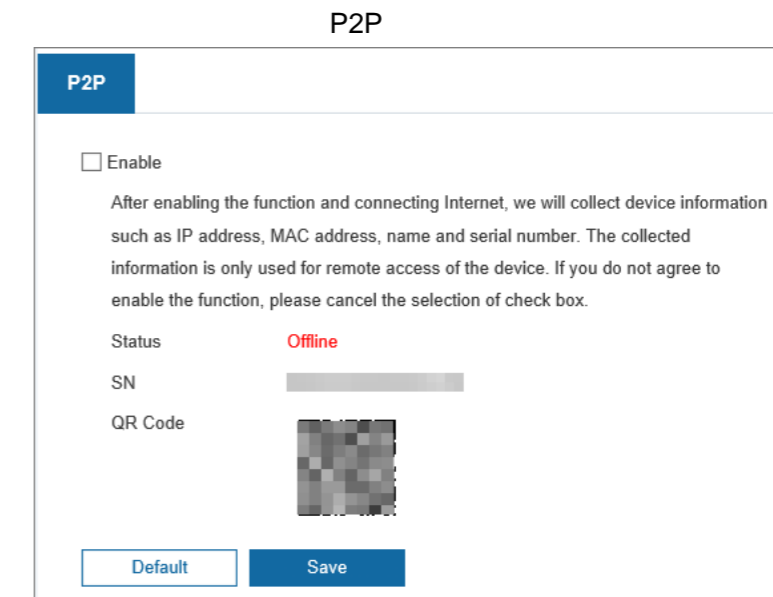 P2P
P2P
Enable
After enabling the function and connecting Internet, we will collect device information
such as IP address, MAC address, name and serial number. The collected
information is only used for remote access of the device. If you do not agree to
enable the function, please cancel the selection of check box.
Status Offline
SN
QR Code
Default Save